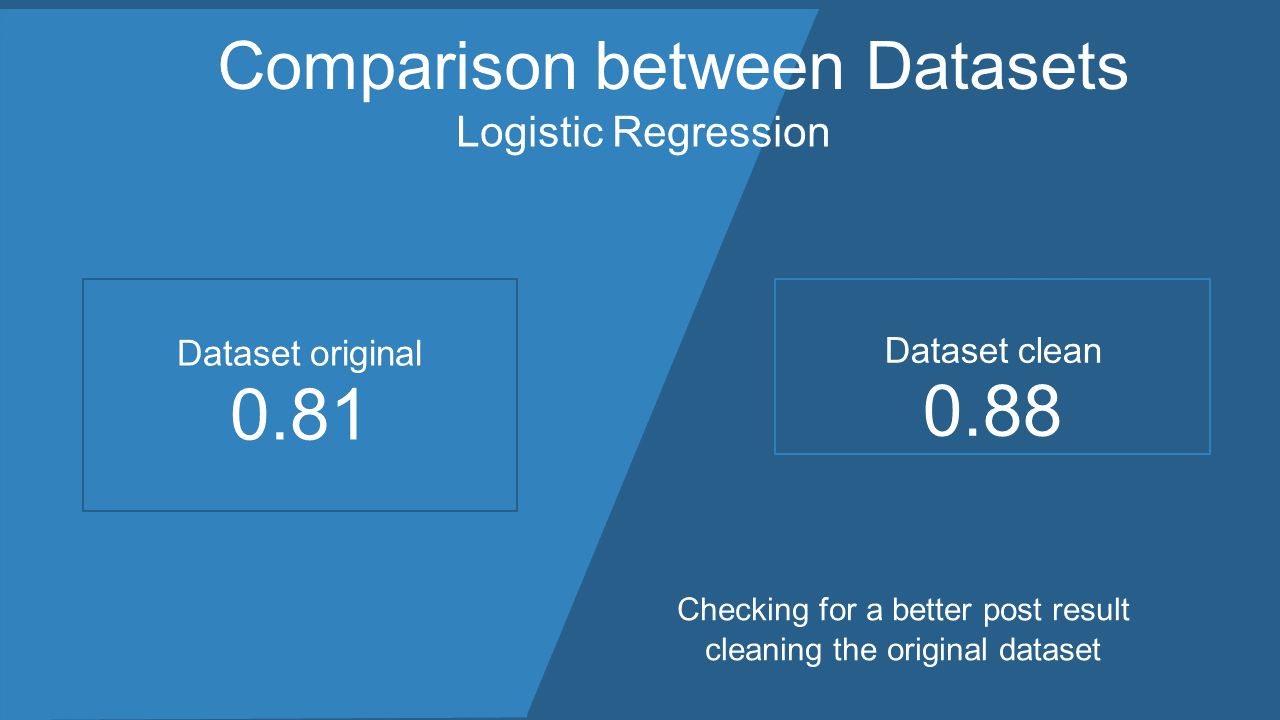 Comparison between Datasets
Logistic Regression
Dataset original
0.81
Dataset clean
0.88
Checking for a better post result
cleaning the original dataset